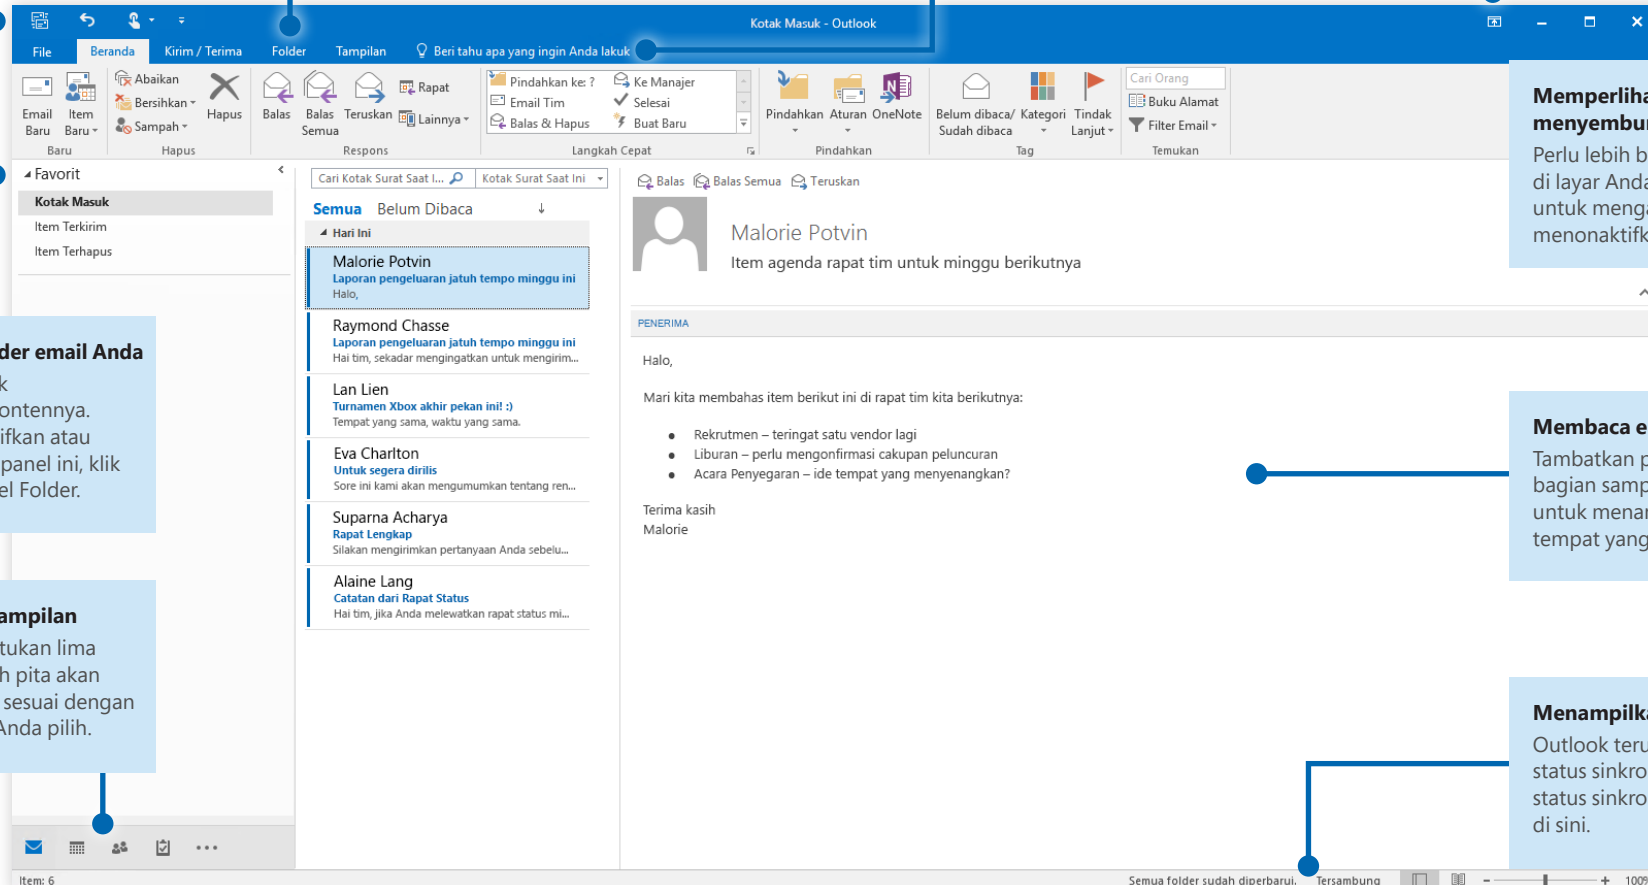 Kotak Masuk - Outlook
File Beranda Kirim / Terima Folder Tampilan Beri tahu apa yang ingin Anda lakuk
Email Baru
Item Baru
Abaikan
Bersihkan
Sampah
Hapus
Balas
Balas Semua
Teruskan
Rapat
Lainnya
Pindahkan ke: ?
Email Tim
Balas & Hapus
Ke Manajer
Selesai
Buat Baru
Pindahkan
Aturan
OneNote
Belum dibaca/ Sudah dibaca
Kategori
Tindak Lanjut
Cari Orang
Buku Alamat
Filter Email
Baru Hapus Respons Langkah Cepat Pindahkan Tag Temukan
Favorit
Kotak Masuk
Item Terkirim
Item Terhapus
email Anda
ontennya.
atau
panel ini, klik
Folder.
tukan lima
pita akan
sesuai dengan
Anda pilih.
Item: 6
Cari Kotak Surat Saat I... Kotak Surat Saat Ini
Semua Belum Dibaca
Hari Ini
Malorie Potvin
Laporan pengeluaran jatuh tempo minggu ini
Halo,
Raymond Chasse
Laporan pengeluaran jatuh tempo minggu ini
Hai tim, sekadar mengingatkan untuk mengirim...
Lan Lien
Turnamen Xbox akhir pekan ini! :)
Tempat yang sama, waktu yang sama.
Eva Charlton
Untuk segera dirilis
Sore ini kami akan mengumumkan tentang ren...
Suparna Acharya
Rapat Lengkap
Silakan mengirimkan pertanyaan Anda sebelu...
Alaine Lang
Catatan dari Rapat Status
Hai tim, jika Anda melewatkan rapat status mi...
Balas Balas Semua Teruskan
Malorie Potvin
Item agenda rapat tim untuk minggu berikutnya
PENERIMA
Halo,
Mari kita membahas item berikut ini di rapat tim kita berikutnya:
● Rekrutmen – teringat satu vendor lagi
● Liburan – perlu mengonfirmasi cakupan peluncuran
● Acara Penyegaran – ide tempat yang menyenangkan?
Terima kasih
Malorie
Memperliha
menyembu
Perlu lebih b
di layar Anda
untuk menga
menonaktifk
Membaca e
Tambatkan p
bagian samp
untuk menar
tempat yang
Menampilka
Outlook teru
status sinkro
status sinkro
di sini.
Semua folder sudah diperbarui. Tersambung 100%